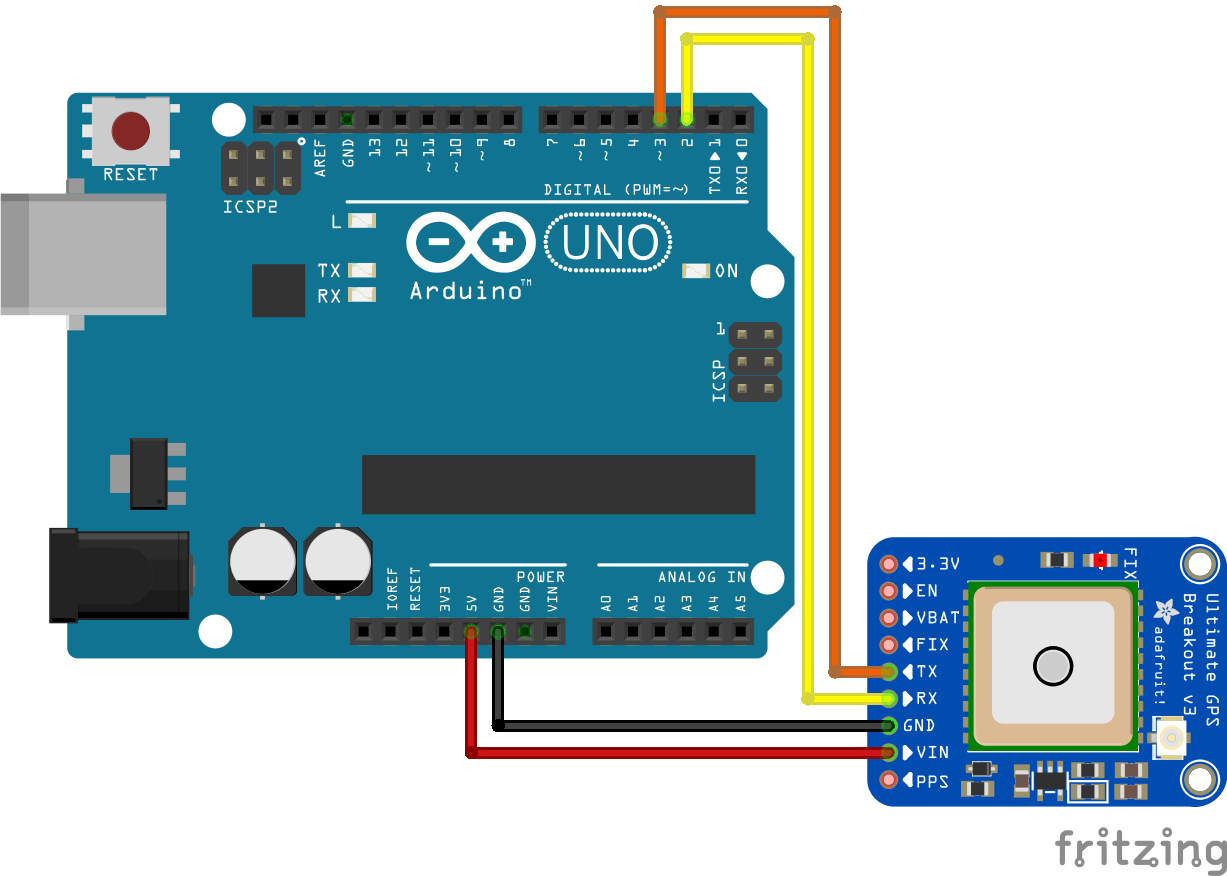 RESET
ICSP2
AREF
GND
13
12
~11
~10
~9
8
7
~6
~5
4
~3
2
TX0▶1
RX0◀0
DIGITAL (PWM=~)
L
TX
RX
Arduino™
UNO
ON
1
ICSP
IOREF
RESET
3V3
5V
GND
GND
VIN
POWER
ANALOG IN
A0
A1
A2
A3
A4
A5
3.3V
EN
VBAT
FIX
TX
RX
GND
VIN
PPS
FIX
Ultimate GPS
Breakout v3
adafruit!
fritzing